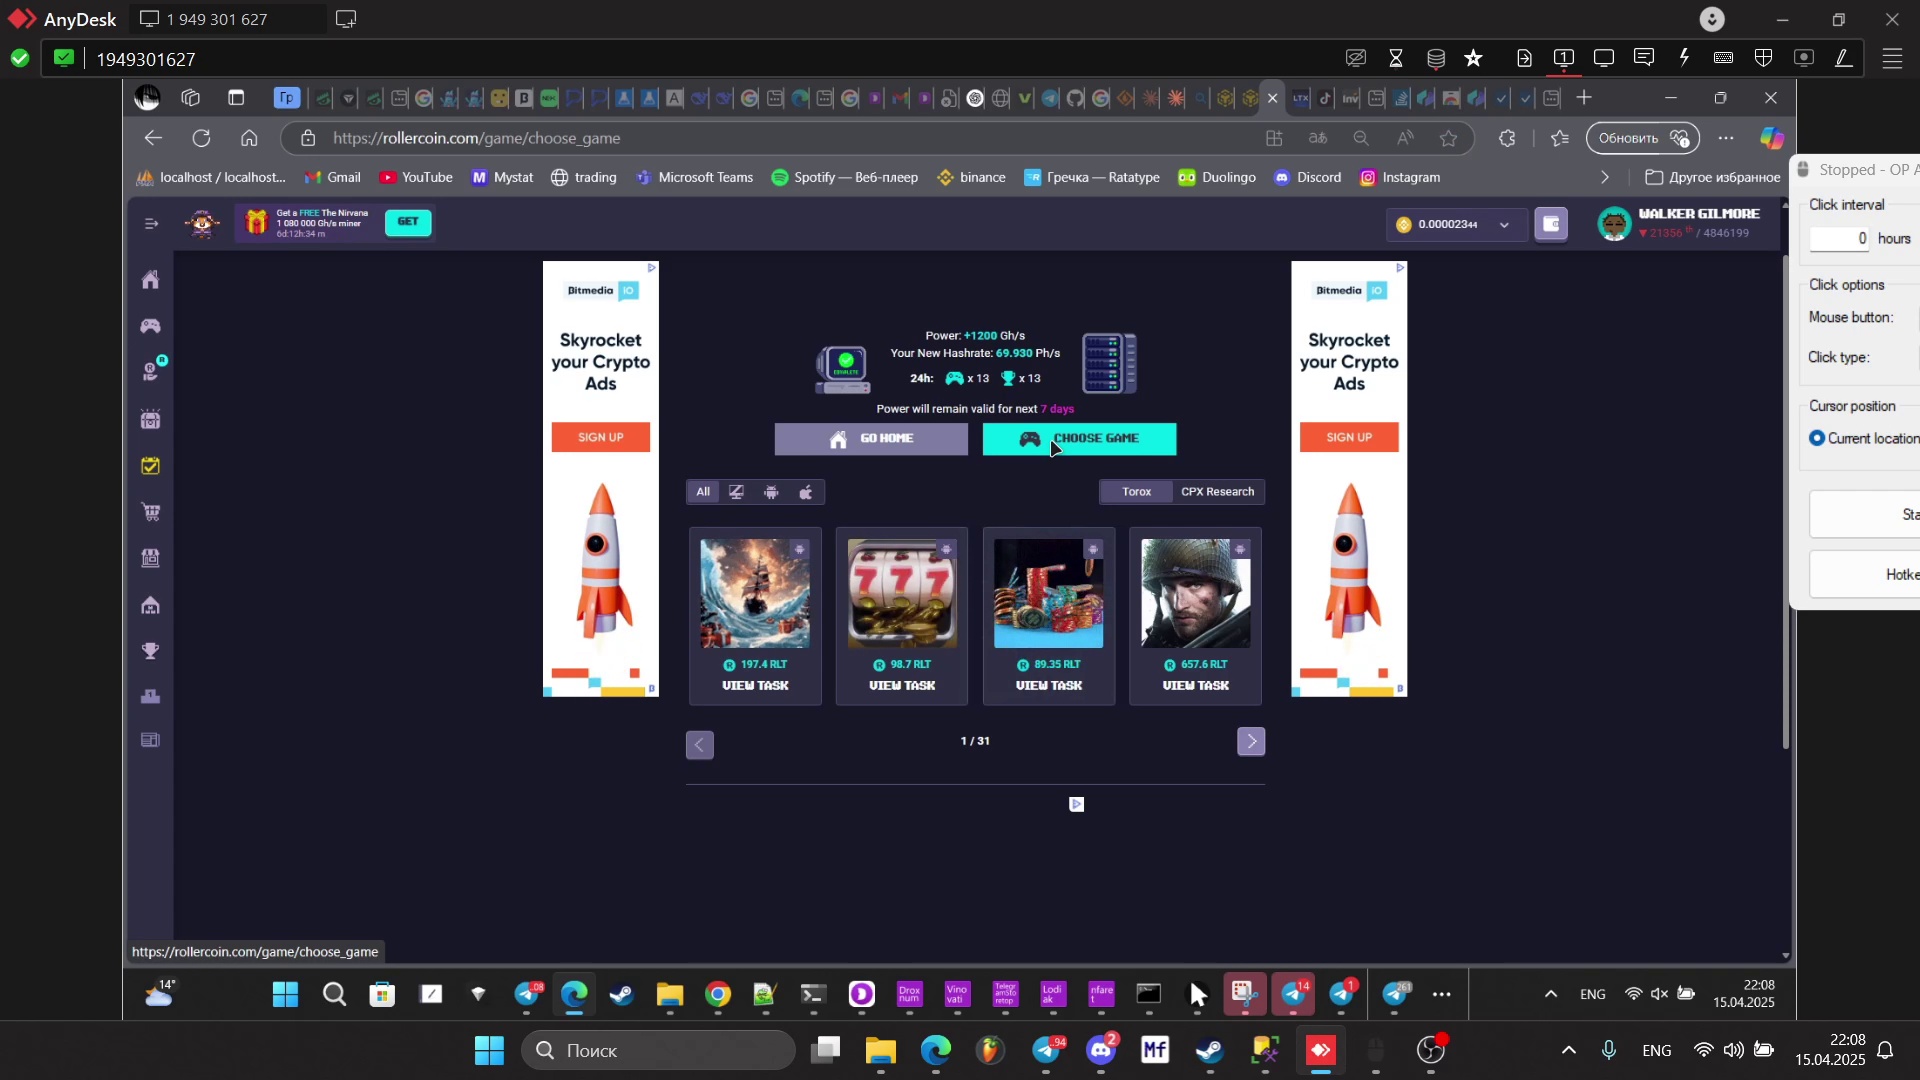 AnyDesk
1 949 301 627
1949301627
Гр
https://rollercoin.com/game/choose_game
Обновить
localhost / localhost...
Gmail
YouTube
Mystat
trading
Microsoft Teams
Spotify — Веб-плеер
binance
Гречка — Ratatype
Duolingo
Discord
Instagram
Другое избранное
Get a FREE The Nirvana
1 080 000 Gh/s miner
6d:12h:34 m
GET
0.00002344
WALKER GILMORE
21356 th / 4846199
Bitmedia IO
Skyrocket
your Crypto
Ads
SIGN UP
Power: +1200 Gh/s
Your New Hashrate: 69.930 Ph/s
24h: x 13 x 13
Power will remain valid for next 7 days
GO HOME
CHOOSE GAME
All
Torox
CPX Research
197.4 RLT
VIEW TASK
98.7 RLT
VIEW TASK
89.35 RLT
VIEW TASK
657.6 RLT
VIEW TASK
1 / 31
Bitmedia IO
Skyrocket
your Crypto
Ads
SIGN UP
Stopped - OP A
Click interval
0 hours
Click options
Mouse button:
Click type:
Cursor position
Current location
Sta
Hotke
https://rollercoin.com/game/choose_game
14°
ENG
22:08
15.04.2025
Поиск
ENG
22:08
15.04.2025